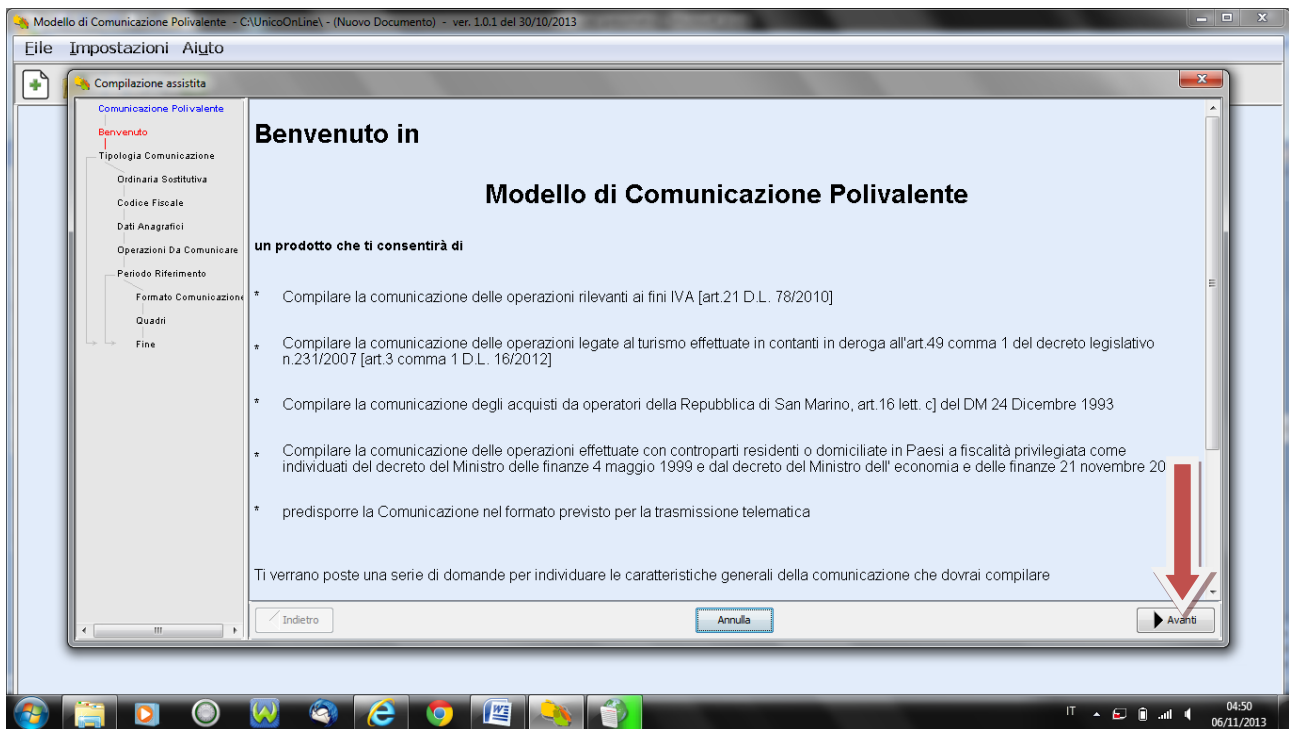 Modello di Comunicazione Polivalente - C:\UnicoOnLine\ - (Nuovo Documento) - ver. 1.0.1 del 30/10/2013
File Impostazioni Aiuto
Compilazione assistita
Comunicazione Polivalente
Benvenuto
Tipologia Comunicazione
Ordinaria Sostitutiva
Codice Fiscale
Dati Anagrafici
Operazioni Da Comunicare
Periodo Riferimento
Formato Comunicazione
Quadri
Fine
Benvenuto in
Modello di Comunicazione Polivalente
un prodotto che ti consentirà di
* Compilare la comunicazione delle operazioni rilevanti ai fini IVA [art.21 D.L. 78/2010]
* Compilare la comunicazione delle operazioni legate al turismo effettuate in contanti in deroga all'art.49 comma 1 del decreto legislativo
n.231/2007 [art.3 comma 1 D.L. 16/2012]
* Compilare la comunicazione degli acquisti da operatori della Repubblica di San Marino, art.16 lett. c] del DM 24 Dicembre 1993
* Compilare la comunicazione delle operazioni effettuate con controparti residenti o domiciliate in Paesi a fiscalità privilegiata come
individuati del decreto del Ministro delle finanze 4 maggio 1999 e dal decreto del Ministro dell' economia e delle finanze 21 novembre 20
* predisporre la Comunicazione nel formato previsto per la trasmissione telematica
Ti verrano poste una serie di domande per individuare le caratteristiche generali della comunicazione che dovrai compilare
Indietro
Annulla
Avanti
IT
04:50
06/11/2013